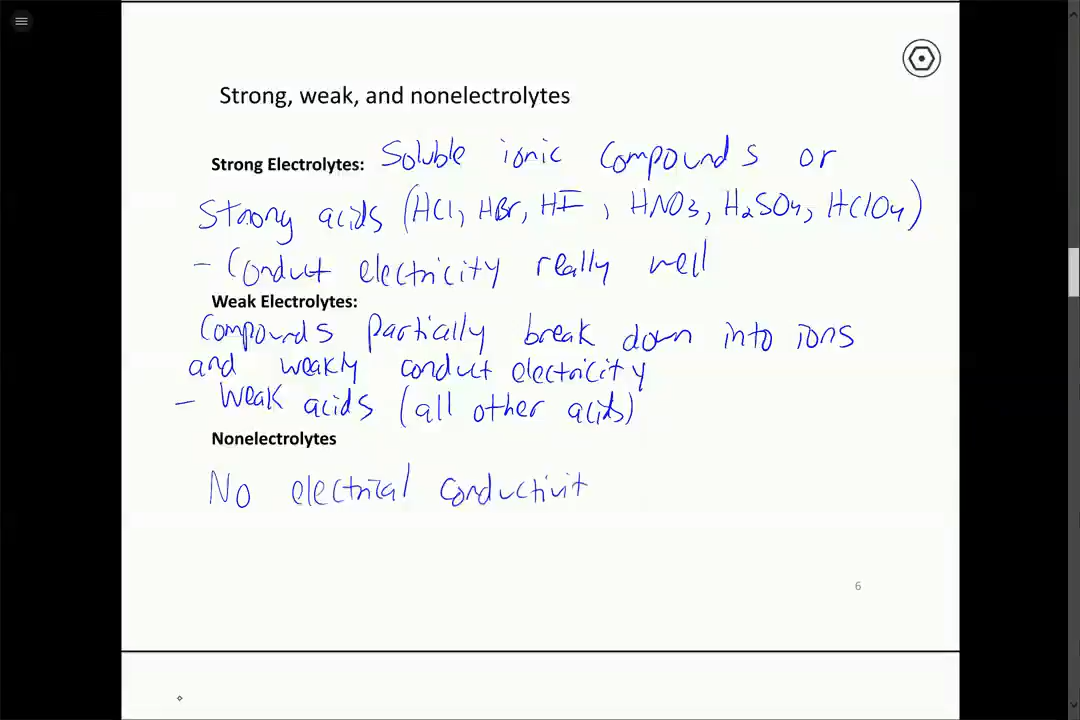 Strong, weak, and nonelectrolytes
Strong Electrolytes: Soluble ionic compounds or
Strong acids (HCl, HBr, HI, HNO3, H2SO4, HClO4)
- Conduct electricity really well
Weak Electrolytes:
Compounds partially break down into ions
and weakly conduct electricity
- Weak acids (all other acids)
Nonelectrolytes
No electrical conductivit
6